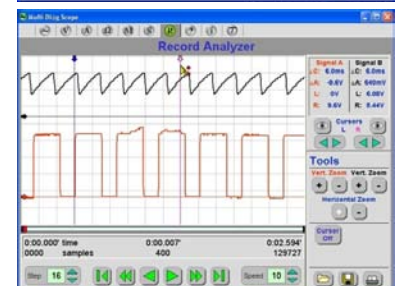 Multi Diag Scope
Record Analyzer
Signal A Signal B
C: 6.0ms C: 6.0ms
A: -0.6V A: 640mV
L: 0V L: 6.08V
R: 9.6V R: 5.44V
Cursors
L R
Tools
Vert. Zoom Vert. Zoom
+ - + -
Horizontal Zoom
-
Cursor
Off
0:00.000' time 0:00.007' 0:02.594'
0000 samples 400 129727
Step 16 Speed 10